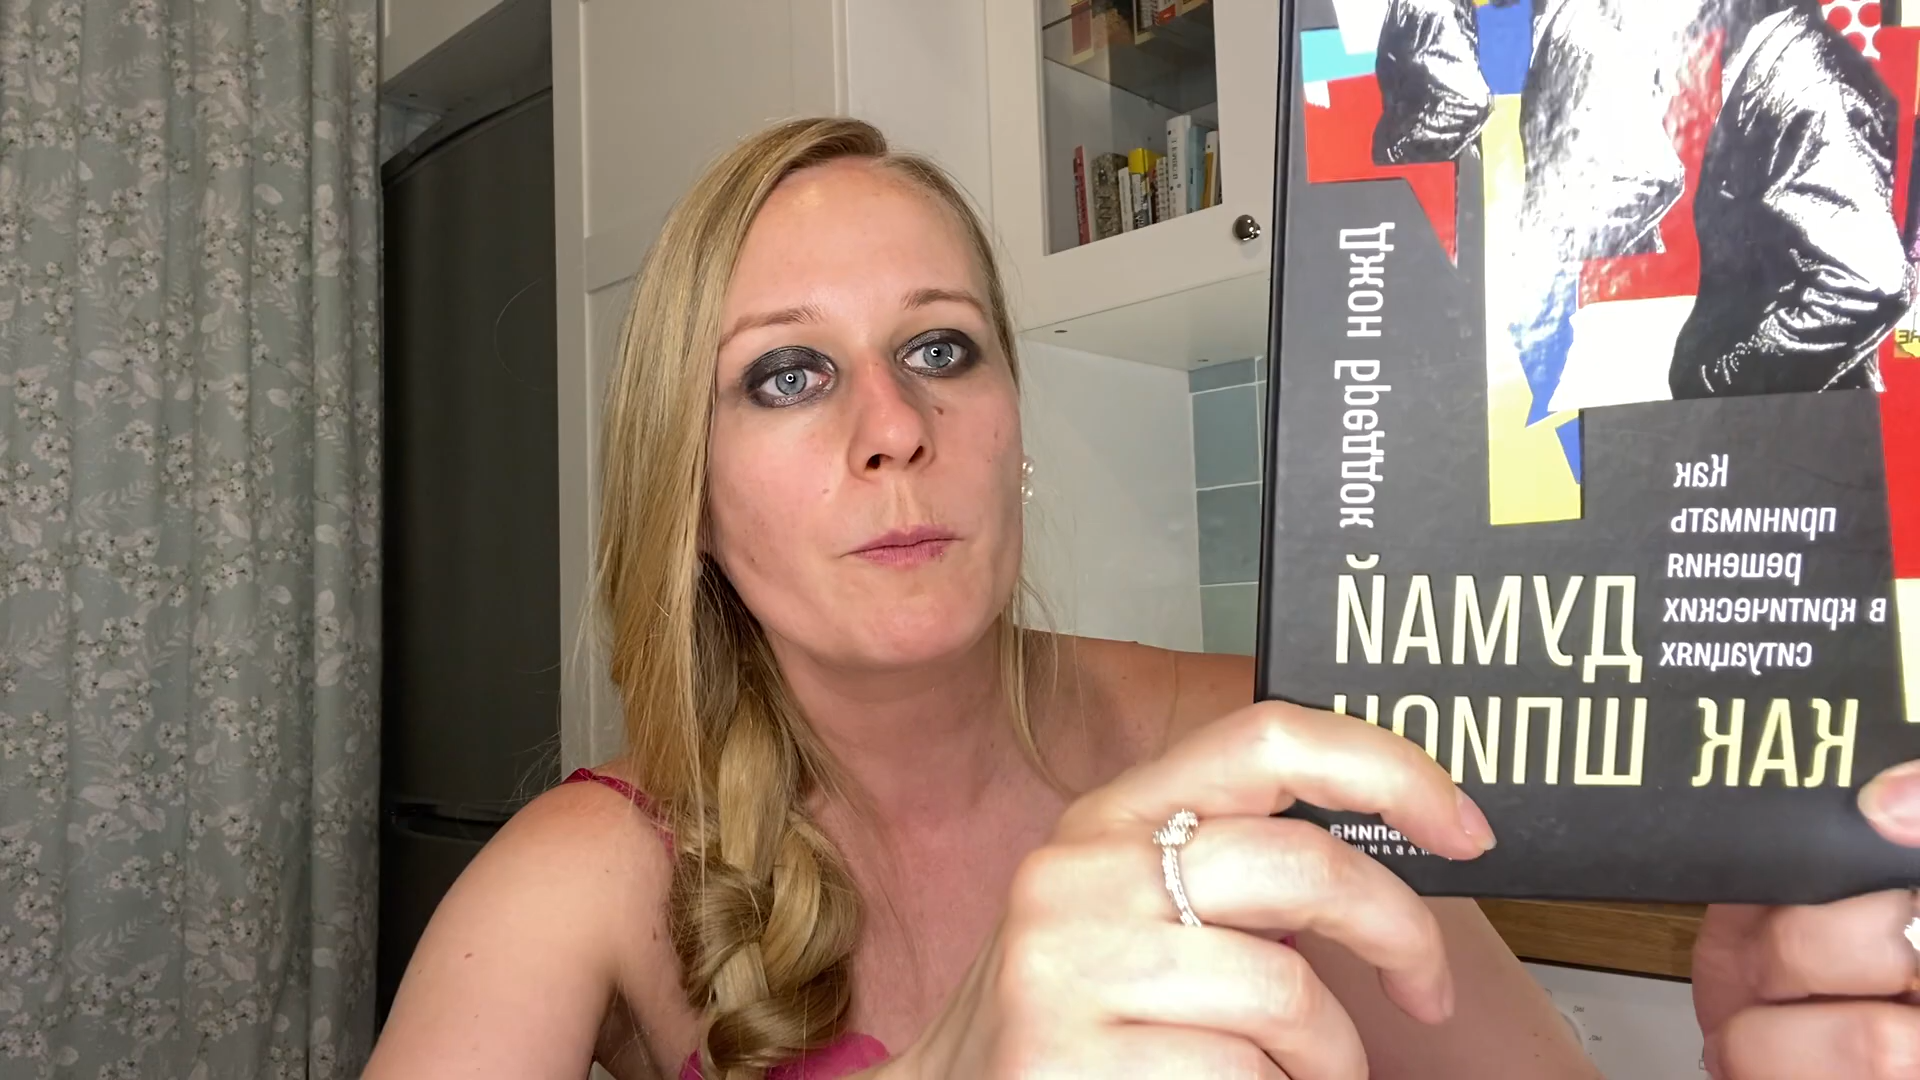 Джон Брэддок
Как
принимать
решения
в критических
ситуациях
ДУМАЙ
КАК ШПИОН